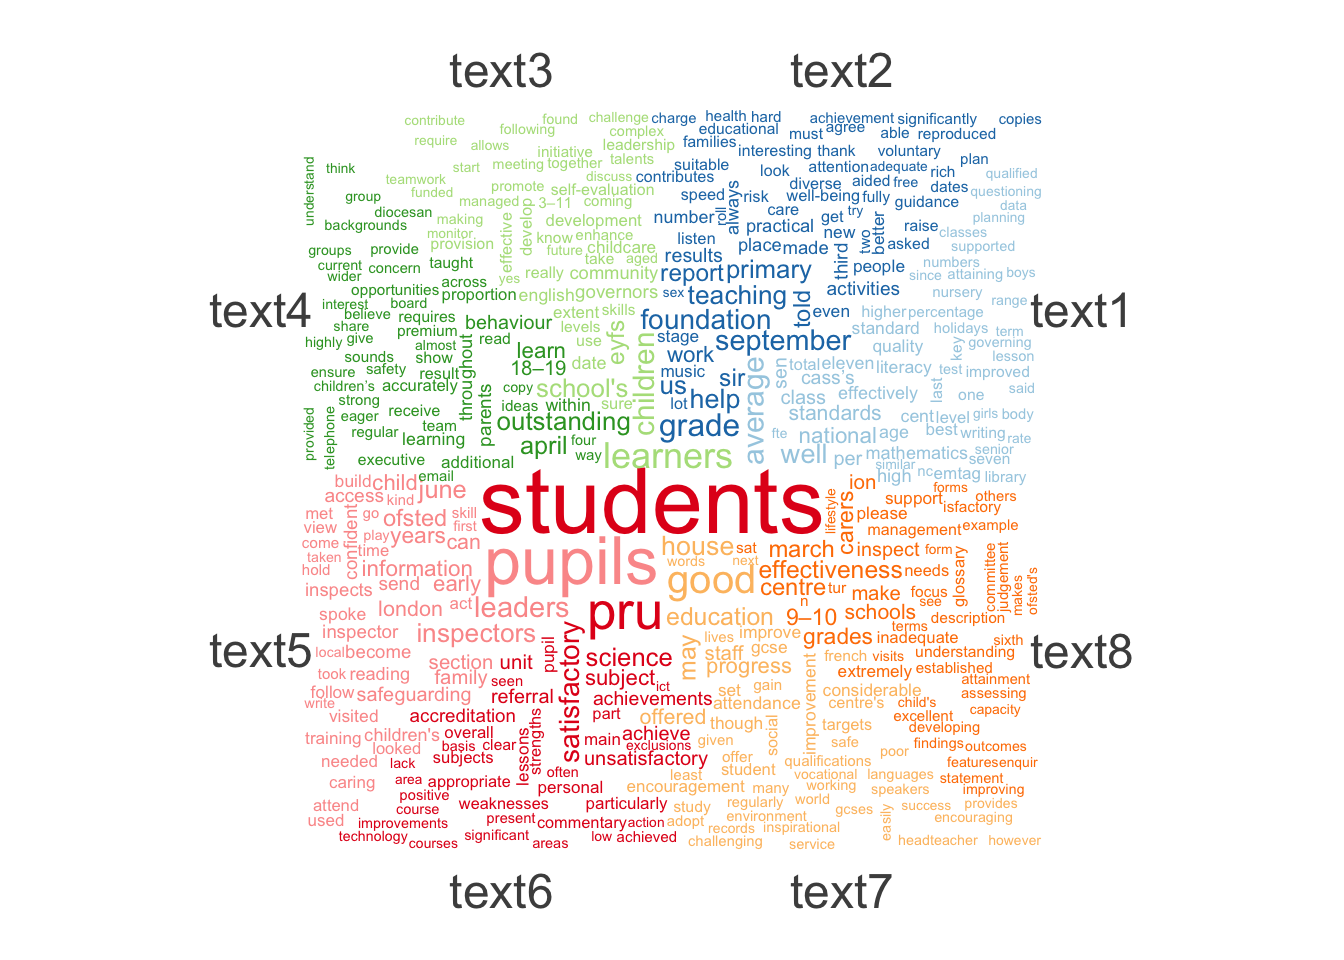 text3 text2
contribute found challenge charge health hard achievement significantly copies
require allows following complex educational must agree able reproduced
initiative leadership families interesting thank voluntary
think start meeting together talents suitable look attention adequate rich plan
understand teamwork discuss contributes diverse aided free dates qualified
group funded promote self-evaluation speed always risk well-being fully guidance questioning
managed 3–11 coming data
diocesan making development number roll care get try planning
backgrounds monitor effective develop know enhance practical new two better raise classes
groups provide provision future childcare listen place made third asked supported
current concern taught yes really take aged results people numbers
wider across community report primary since attaining boys
opportunities proportion english governors sex teaching told activities nursery range
interest board extent skills even higher percentage
text4 believe requires behaviour levels eyfs foundation standard holidays term text1
share premium read use stage september quality key governing
highly give almost learn work lesson
sounds show 18–19 date children music average sen total eleven literacy test improved
ensure safety result throughout us sir cass's last
children's accurately copy school's lot help class effectively one said
strong parents ideas within sure standards cent level girls body
provided eager receive outstanding grade
telephone regular team april four fte national age best writing rate
learning way well per mathematics senior
executive additional learners similar seven
email high nc emtag library
build child june students lifestyle carers ion forms
access kind support others
met go ofsted skill please isfactory
view play first management example
come confident years can house sat march inspect form
taken time pupils words next glossary committee judgement makes ofsted's
hold information good effectiveness needs
inspects send early centre tur make focus
london act leaders pru n see
spoke education 9–10 schools description
inspector inspectors satisfactory may lives improve grades terms inadequate sixth
text5 local become pupil science staff gcse french visits understanding text8
took reading section unit progress extremely established
follow family seen subject ict attainment
write safeguarding referral achievements set gain improvement considerable assessing
visited accreditation part attendance centre's child's capacity
training children's overall strengths offered though social targets excellent developing
looked basis clear lessons main achieve given safe findings outcomes
needed lack subjects exclusions poor
unsatisfactory offer features enquir
caring area appropriate often least student qualifications vocational languages statement
positive personal encouragement many working speakers improving
attend course weaknesses particularly study regularly world gcses success provides
used improvements present commentary action adopt environment easily encouraging
technology courses significant areas low achieved records inspirational headteacher however
challenging service
text6 text7